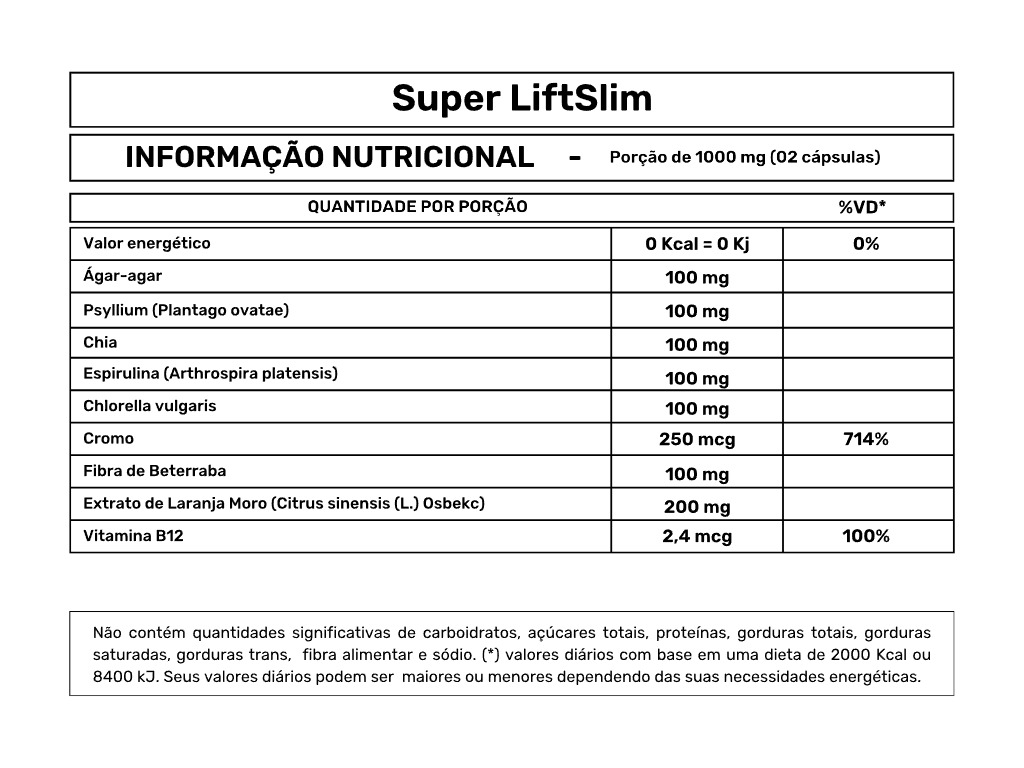 Super LiftSlim
INFORMAÇÃO NUTRICIONAL - Porção de 1000 mg (02 cápsulas)
QUANTIDADE POR PORÇÃO %VD*
Valor energético 0 Kcal = 0 Kj 0%
Ágar-agar 100 mg
Psyllium (Plantago ovatae) 100 mg
Chia 100 mg
Espirulina (Arthrospira platensis) 100 mg
Chlorella vulgaris 100 mg
Cromo 250 mcg 714%
Fibra de Beterraba 100 mg
Extrato de Laranja Moro (Citrus sinensis (L.) Osbekc) 200 mg
Vitamina B12 2,4 mcg 100%
Não contém quantidades significativas de carboidratos, açúcares totais, proteínas, gorduras totais, gorduras
saturadas, gorduras trans, fibra alimentar e sódio. (*) valores diários com base em uma dieta de 2000 Kcal ou
8400 kJ. Seus valores diários podem ser maiores ou menores dependendo das suas necessidades energéticas.